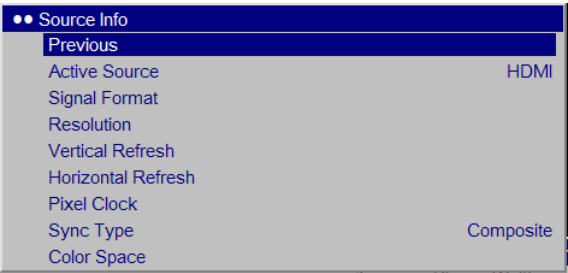 •• Source Info
Previous
Active Source HDMI
Signal Format
Resolution
Vertical Refresh
Horizontal Refresh
Pixel Clock
Sync Type Composite
Color Space